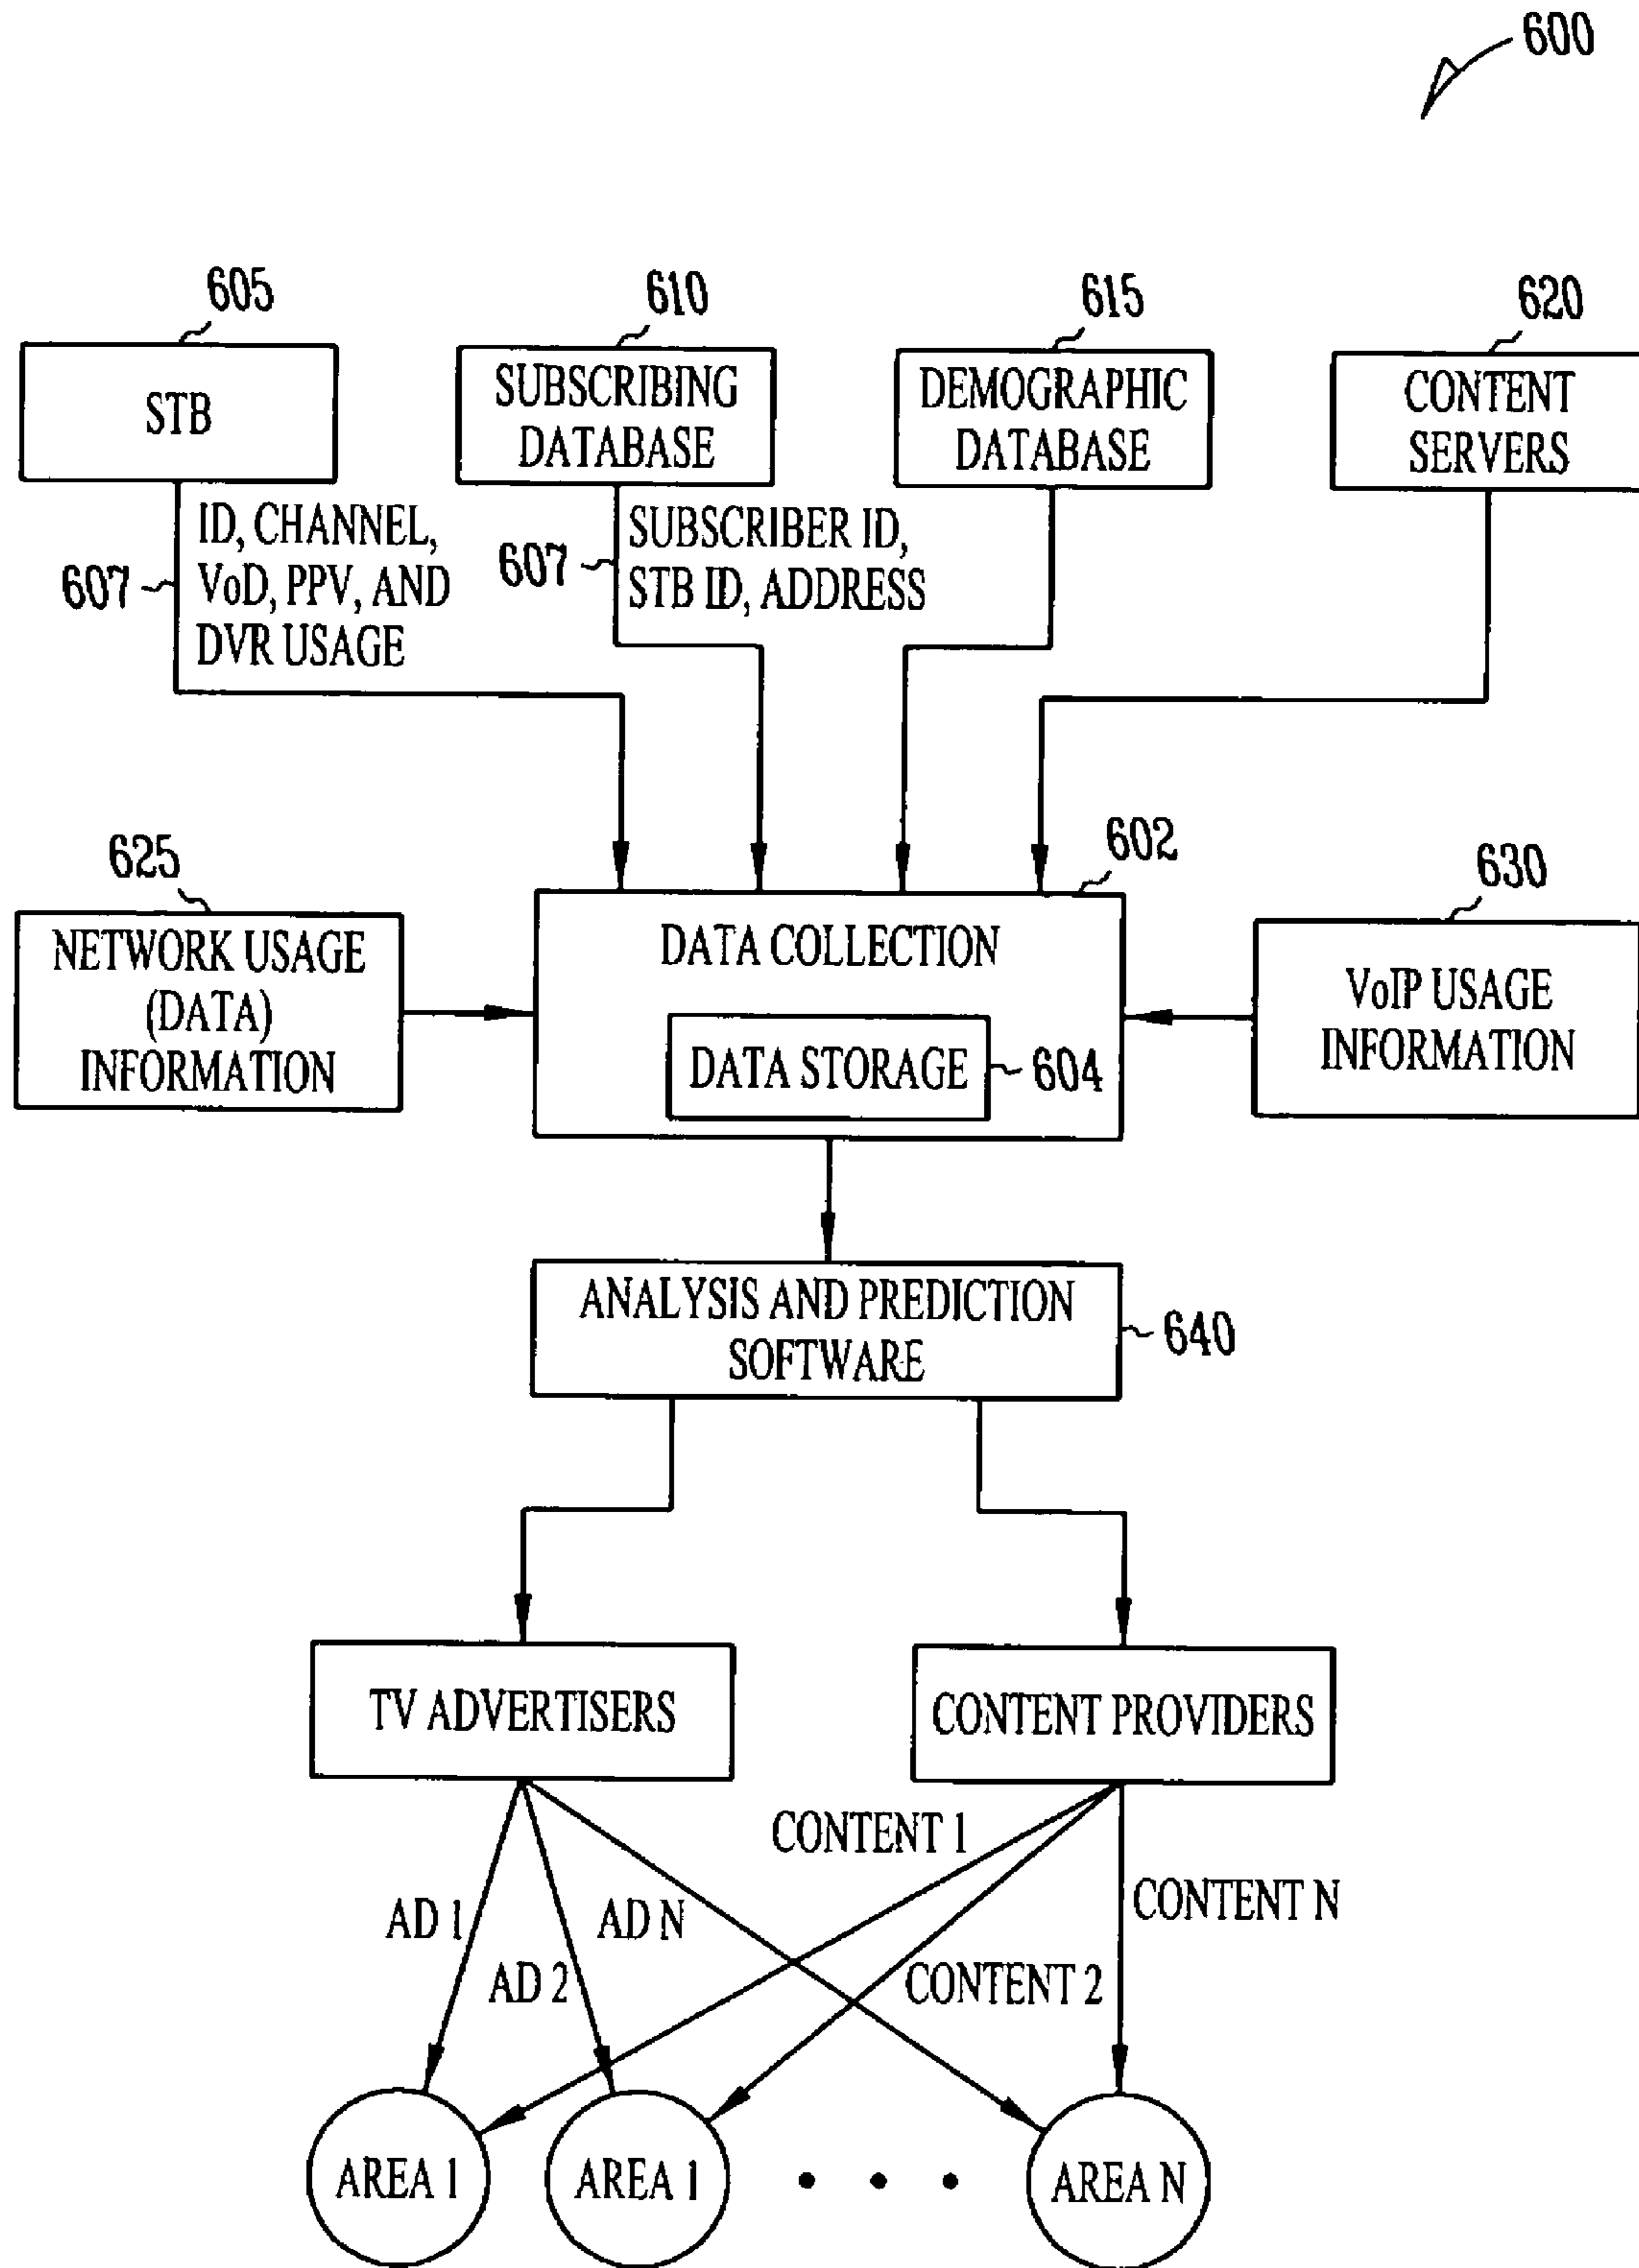 600
605
STB
610
SUBSCRIBING
DATABASE
615
DEMOGRAPHIC
DATABASE
620
CONTENT
SERVERS
607
ID, CHANNEL,
VoD, PPV, AND
DVR USAGE
607
SUBSCRIBER ID,
STB ID, ADDRESS
625
NETWORK USAGE
(DATA)
INFORMATION
602
DATA COLLECTION
DATA STORAGE
604
630
VoIP USAGE
INFORMATION
ANALYSIS AND PREDICTION
SOFTWARE
640
TV ADVERTISERS
CONTENT PROVIDERS
AD 1
AD 2
AD N
CONTENT 1
CONTENT 2
CONTENT N
AREA 1
AREA 1
AREA N